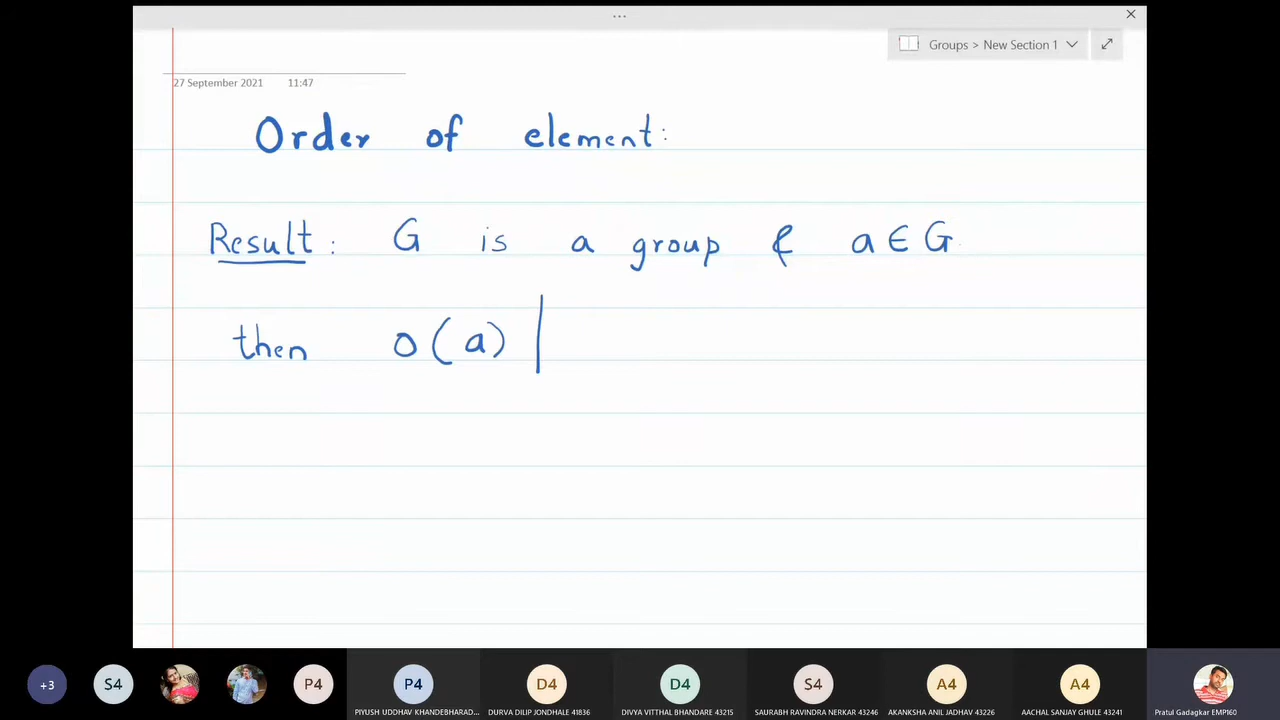 Groups > New Section 1
27 September 2021 11:47
Order of element:
Result: G is a group & a ∈ G
then o(a) |
+3
S4
P4
P4
D4
D4
S4
A4
A4
PIYUSH UDDHAV KHANDEBHARAD...
DURVA DILIP JONDHALE 41836
DIVYA VITTHAL BHANDARE 43215
SAURABH RAVINDRA NERKAR 43246
AKANKSHA ANIL JADHAV 43226
AACHAL SANJAY GHULE 43241
Pratul Gadagkar EMP160